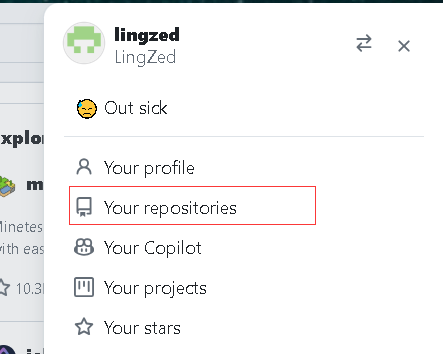 lingzed
LingZed
Out sick
Your profile
Your repositories
Your Copilot
Your projects
Your stars
xplor
m
Minetes
with eas
10.3